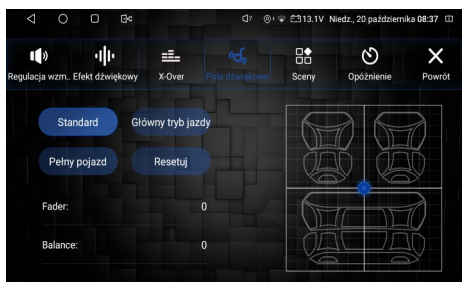 7 13.1V Niedz., 20 października 08:37
Regulacja wzm.. Efekt dźwiękowy X-Over Pole dźwiękowe Sceny Opóźnienie Powrót
Standard Główny tryb jazdy
Pełny pojazd Resetuj
Fader: 0
Balance: 0